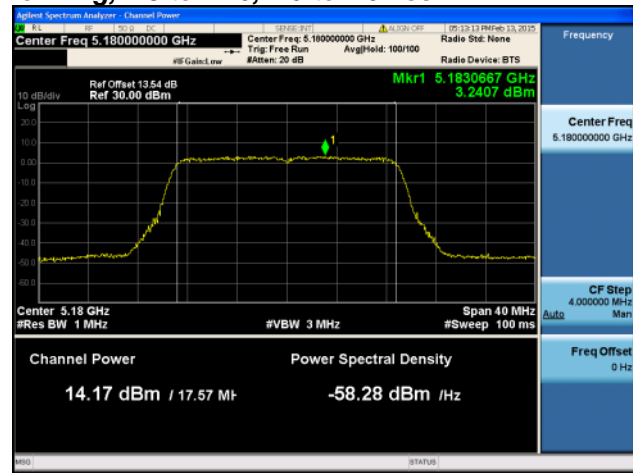 Agilent Spectrum Analyzer - Channel Power
RL RF 50 Ω DC SENSE:INT ALIGN OFF 05:13:13 PM Feb 13, 2015
Center Freq 5.180000000 GHz
Center Freq: 5.180000000 GHz
Radio Std: None
Trig: Free Run Avg|Hold: 100/100
#IFGain:Low #Atten: 20 dB Radio Device: BTS
Mkr1 5.1830667 GHz
3.2407 dBm
Ref Offset 13.54 dB
10 dB/div Ref 30.00 dBm
Log
20.0
10.0
1
0.00
-10.0
-20.0
-30.0
-40.0
-50.0
-60.0
Center 5.18 GHz Span 40 MHz
#Res BW 1 MHz #VBW 3 MHz #Sweep 100 ms
Channel Power Power Spectral Density
14.17 dBm / 17.57 MH -58.28 dBm /Hz
MSG STATUS
Frequency
Center Freq
5.180000000 GHz
CF Step
4.000000 MHz
Auto Man
Freq Offset
0 Hz